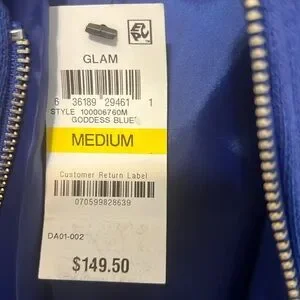 GLAM
6 36189 29461 1
STYLE 100006760M
GODDESS BLUE
MEDIUM
Customer Return Label
070599828639
DA01-002
$149.50